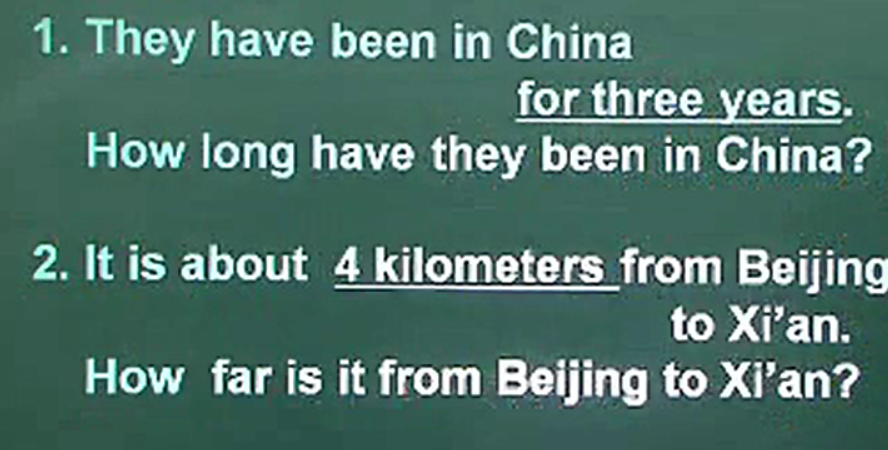 1. They have been in China
for three years.
How long have they been in China?
2. It is about 4 kilometers from Beijing
to Xi’an.
How far is it from Beijing to Xi’an?